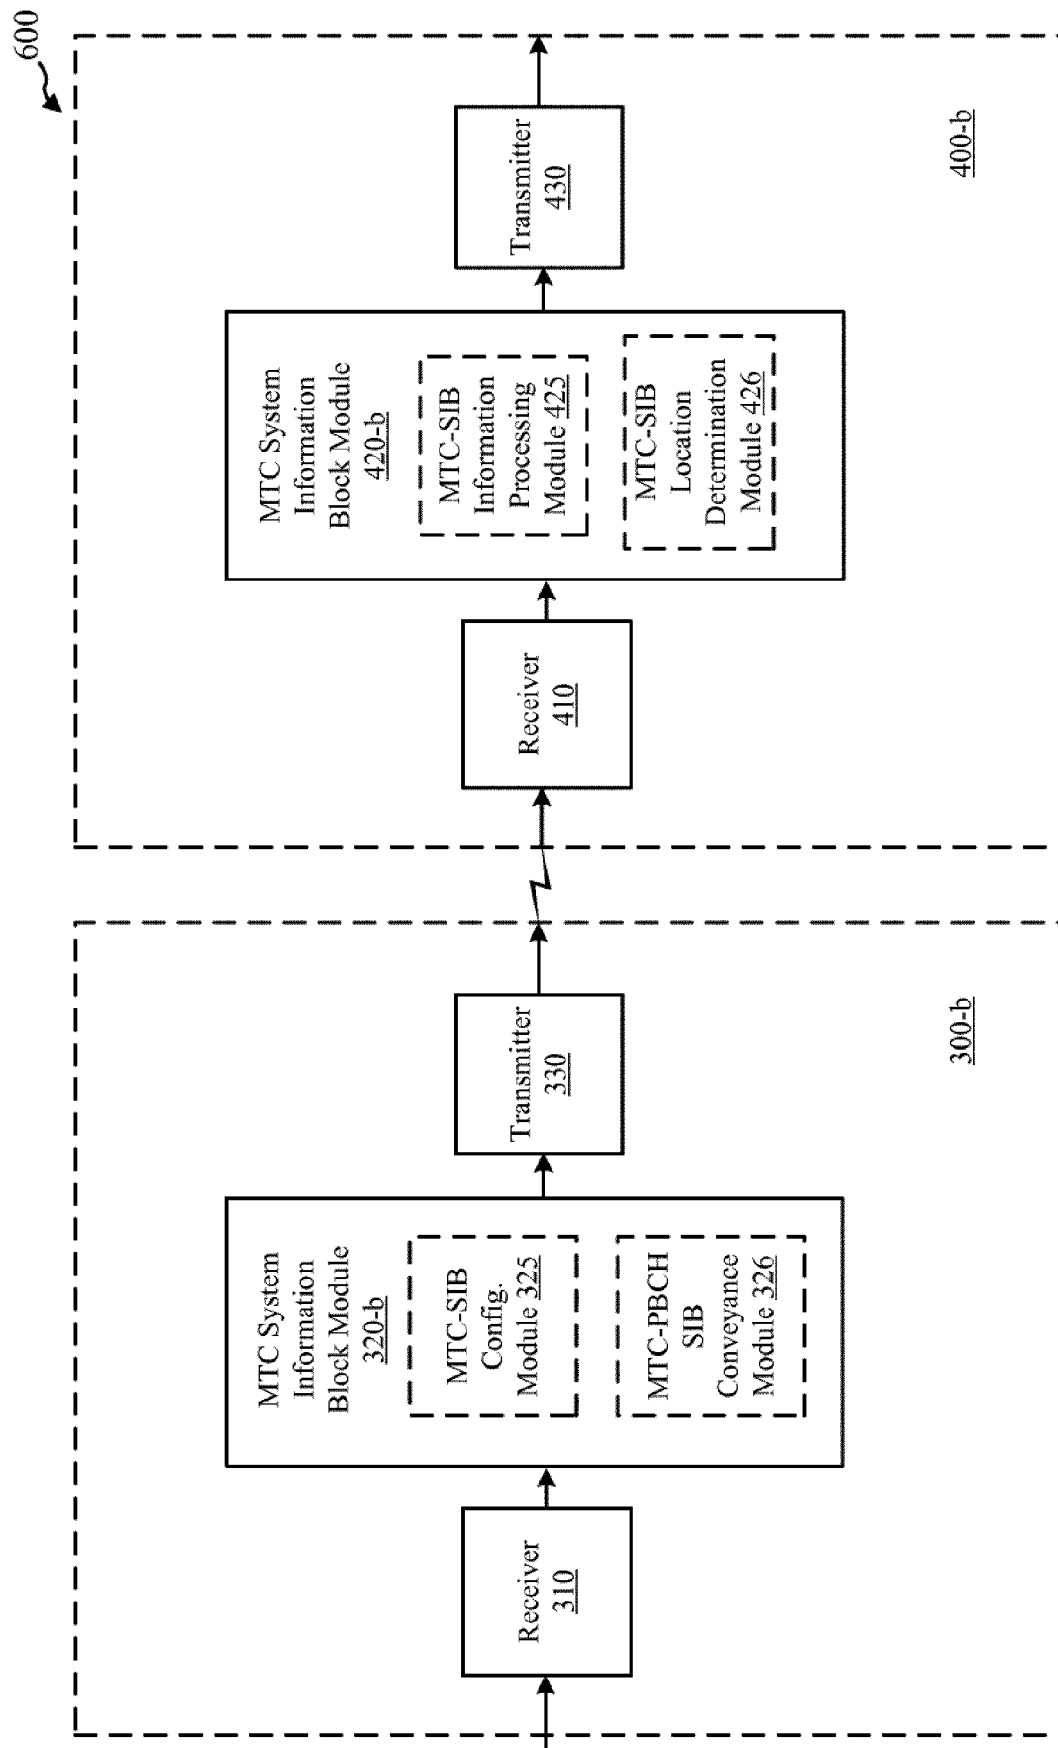 600
Receiver
310
MTC System
Information
Block Module
320-b
MTC-SIB
Config.
Module 325
MTC-PBCH
SIB
Conveyance
Module 326
Transmitter
330
300-b
Receiver
410
MTC System
Information
Block Module
420-b
MTC-SIB
Information
Processing
Module 425
MTC-SIB
Location
Determination
Module 426
Transmitter
430
400-b